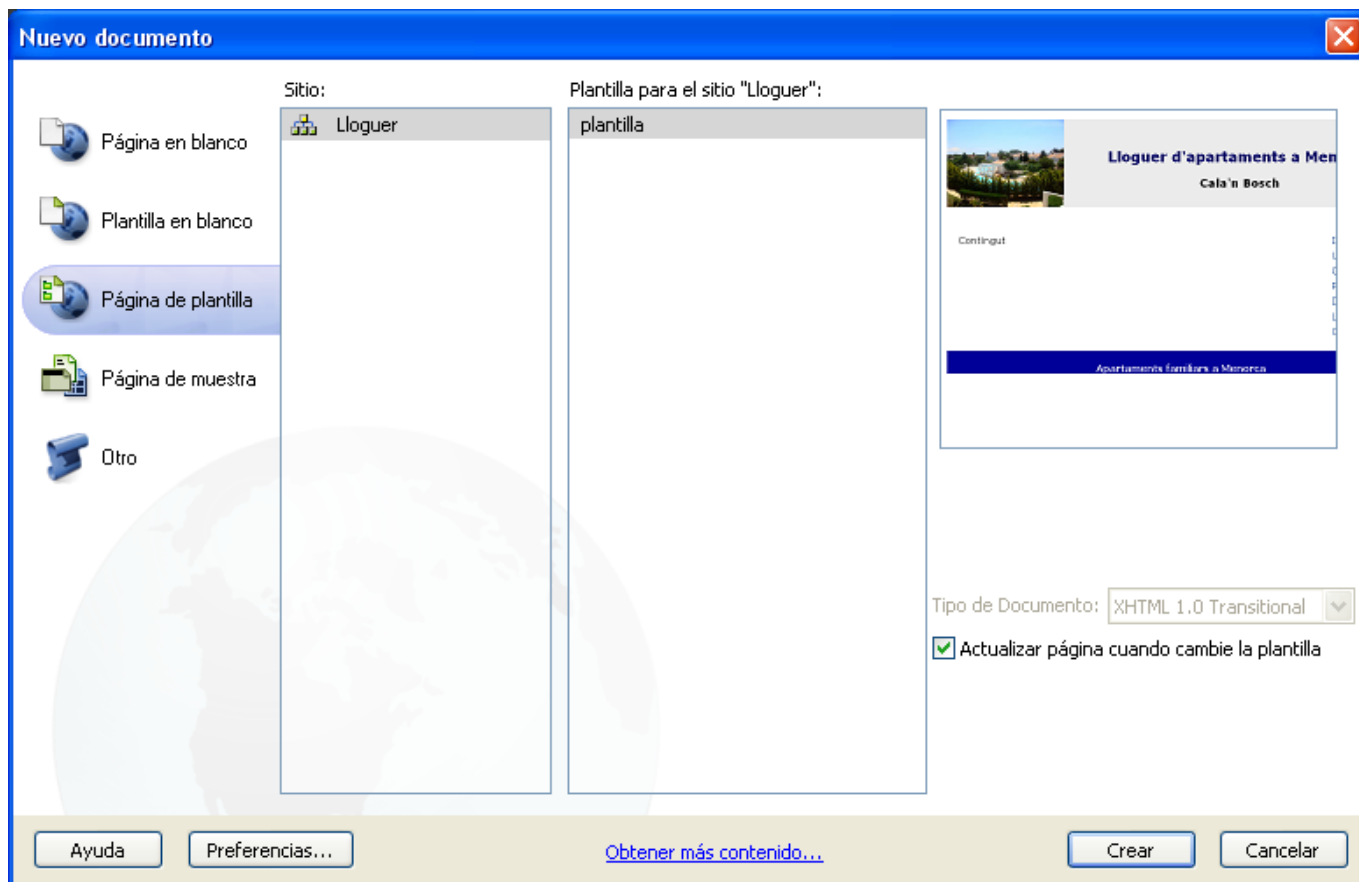 Nuevo documento
Sitio:
Plantilla para el sitio "Lloguer":
Página en blanco
Plantilla en blanco
Página de plantilla
Página de muestra
Otro
Lloguer
plantilla
Lloguer d'apartaments a Men
Cala'n Bosch
Contingut
Apartaments familiars a Menorca
Tipo de Documento: XHTML 1.0 Transitional
Actualizar página cuando cambie la plantilla
Ayuda
Preferencias...
Obtener más contenido...
Crear
Cancelar